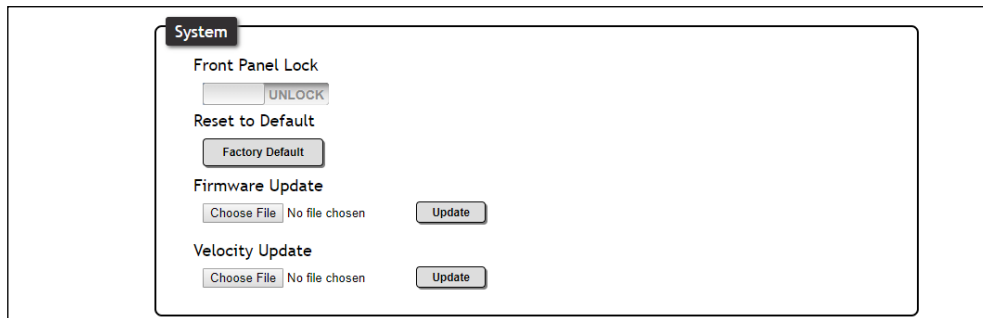 System
Front Panel Lock
UNLOCK
Reset to Default
Factory Default
Firmware Update
Choose File No file chosen Update
Velocity Update
Choose File No file chosen Update